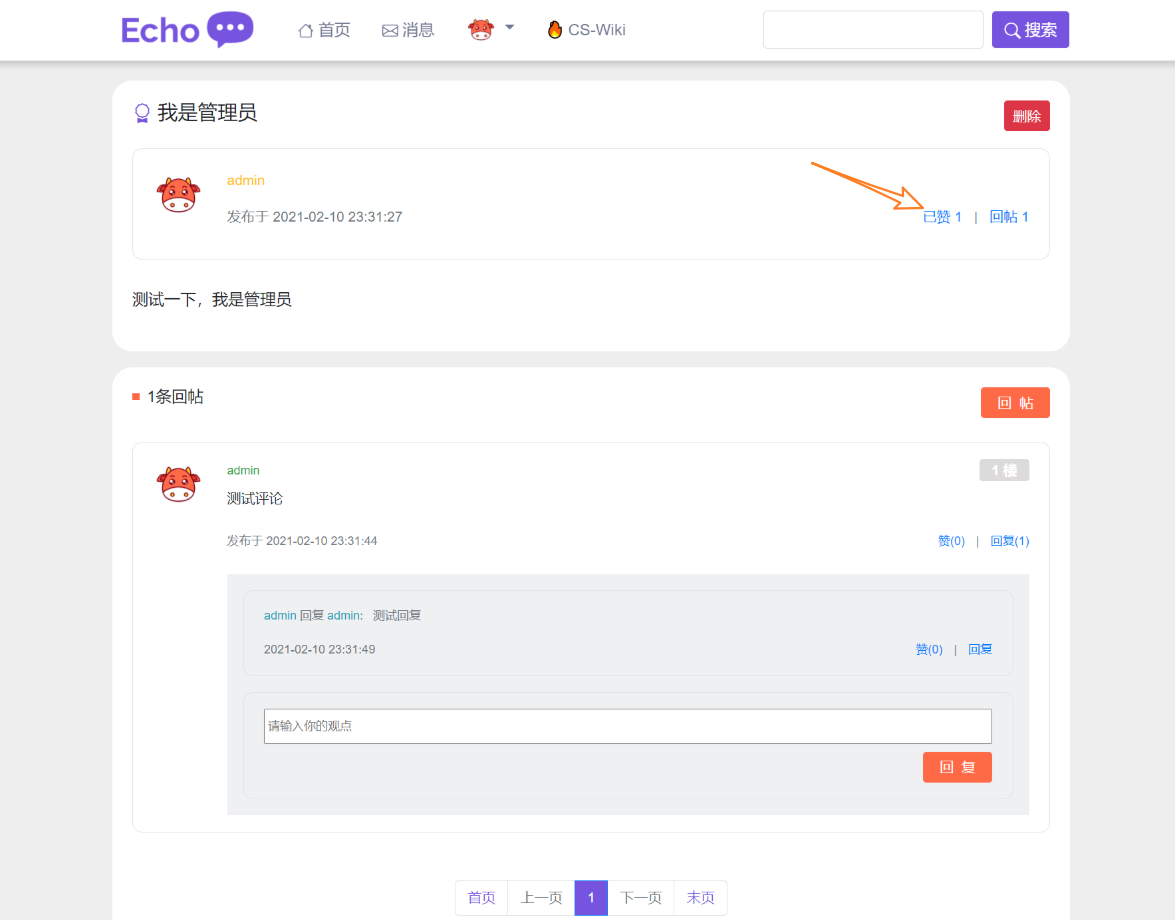 Echo 首页 消息 CS-Wiki 搜索
我是管理员 删除
admin
发布于 2021-02-10 23:31:27 已赞 1 | 回帖 1
测试一下，我是管理员
1条回帖 回 帖
admin 1 楼
测试评论
发布于 2021-02-10 23:31:44 赞(0) | 回复(1)
admin 回复 admin: 测试回复
2021-02-10 23:31:49 赞(0) | 回复
请输入你的观点
回 复
首页 上一页 1 下一页 末页